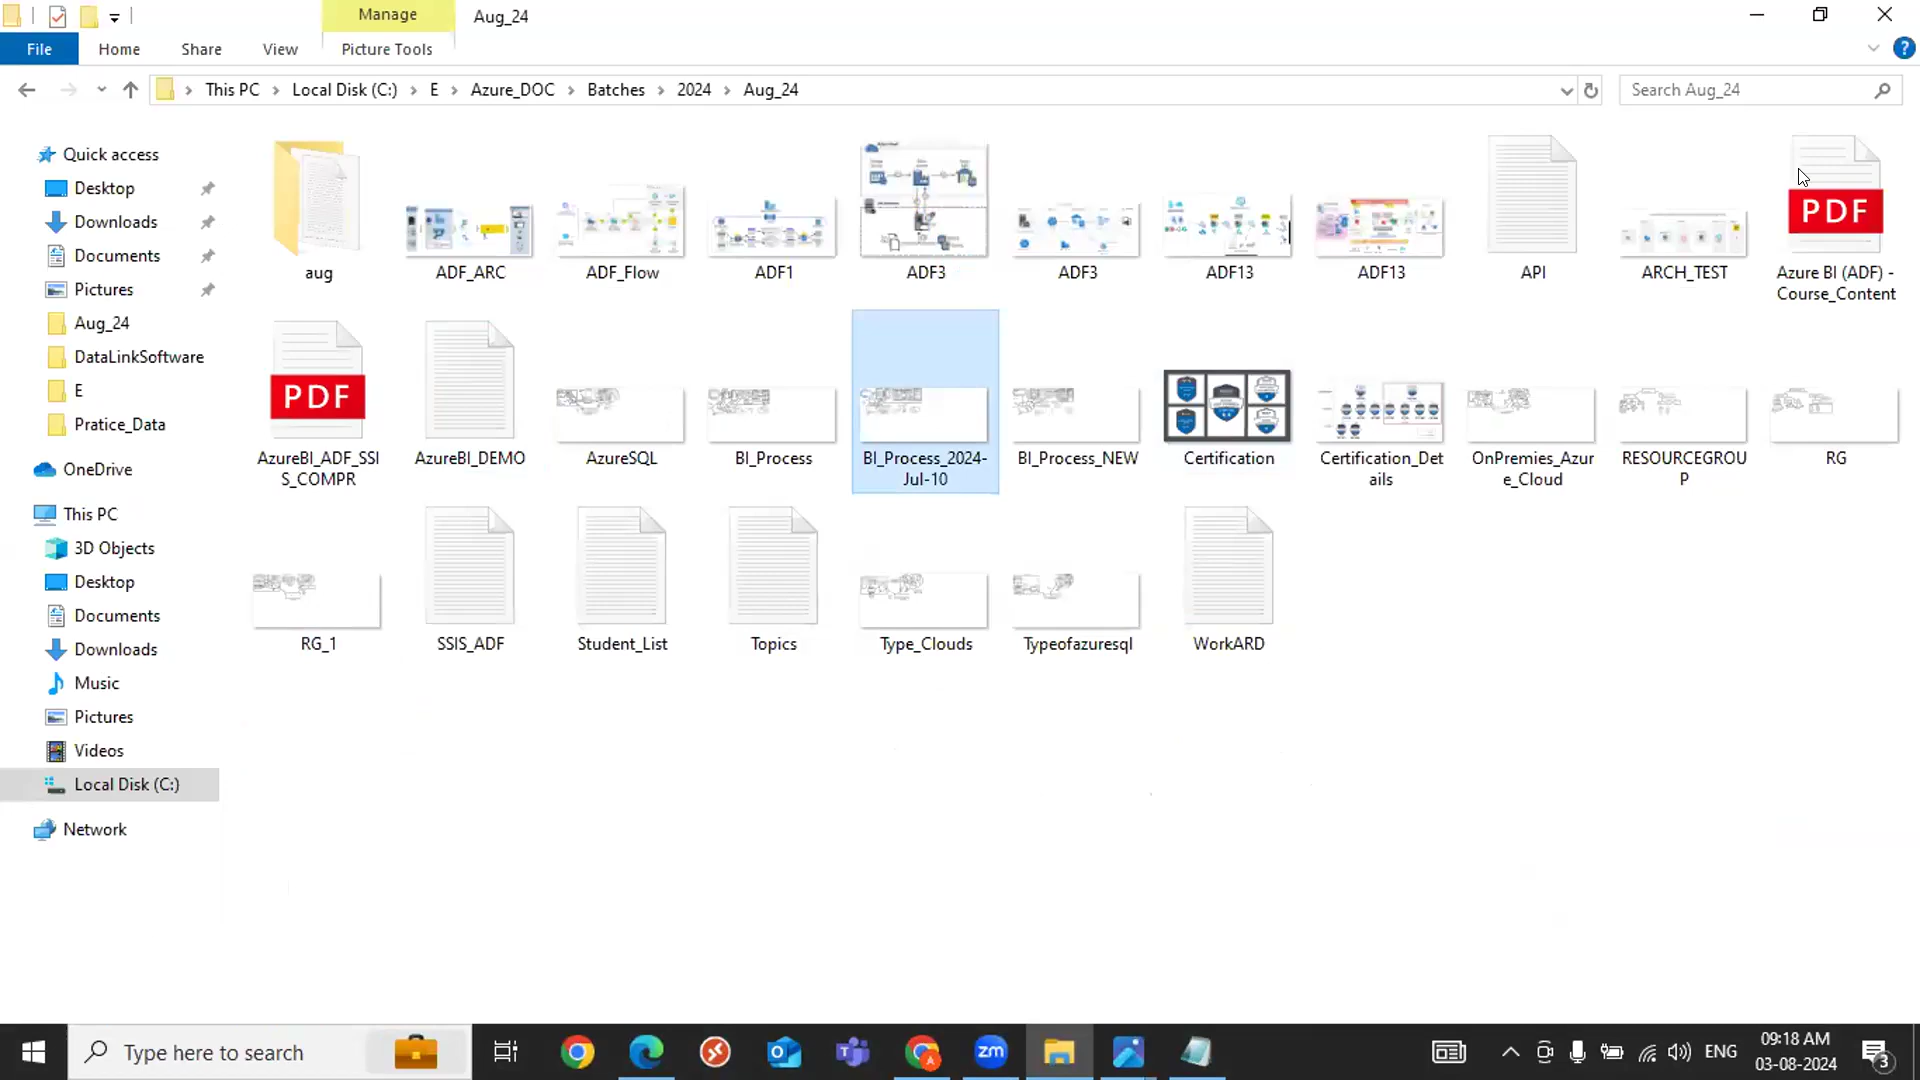 Manage
Aug_24
File
Home
Share
View
Picture Tools
This PC
Local Disk (C:)
E
Azure_DOC
Batches
2024
Aug_24
Search Aug_24
Quick access
Desktop
Downloads
Documents
Pictures
Aug_24
DataLinkSoftware
E
Pratice_Data
OneDrive
This PC
3D Objects
Desktop
Documents
Downloads
Music
Pictures
Videos
Local Disk (C:)
Network
aug
ADF_ARC
ADF_Flow
ADF1
ADF3
ADF3
ADF13
ADF13
API
ARCH_TEST
PDF
Azure BI (ADF) -
Course_Content
PDF
AzureBI_ADF_SSI
S_COMPR
AzureBI_DEMO
AzureSQL
BI_Process
BI_Process_2024-
Jul-10
BI_Process_NEW
Certification
Certification_Det
ails
OnPremies_Azur
e_Cloud
RESOURCEGROU
P
RG
RG_1
SSIS_ADF
Student_List
Topics
Type_Clouds
Typeofazuresql
WorkARD
Type here to search
zm
ENG
09:18 AM
03-08-2024
3